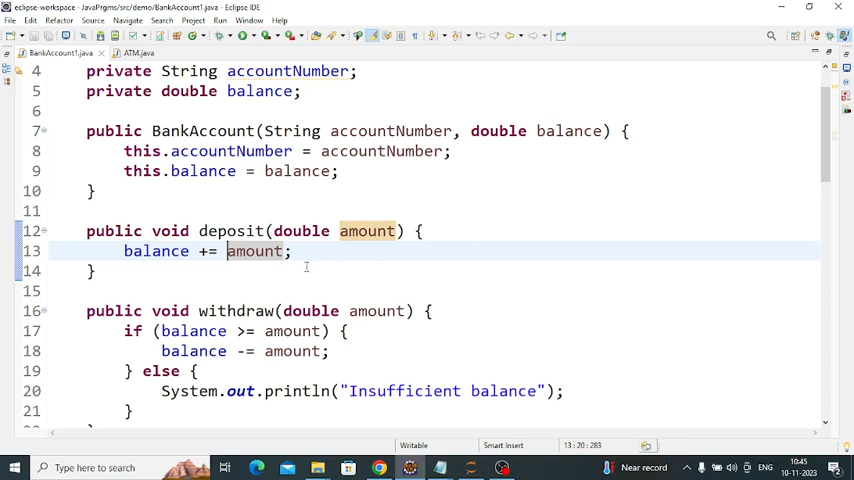 eclipse-workspace - JavaPrgms/src/demo/BankAccount1.java - Eclipse IDE
File Edit Refactor Source Navigate Search Project Run Window Help
BankAccount1.java ATM.java
4 private String accountNumber;
5 private double balance;
6
7 public BankAccount(String accountNumber, double balance) {
8 this.accountNumber = accountNumber;
9 this.balance = balance;
10 }
11
12 public void deposit(double amount) {
13 balance += amount;
14 }
15
16 public void withdraw(double amount) {
17 if (balance >= amount) {
18 balance -= amount;
19 } else {
20 System.out.println("Insufficient balance");
21 }
Writable Smart Insert 13 : 20 : 283
Type here to search Near record ENG 10:45
10-11-2023 2